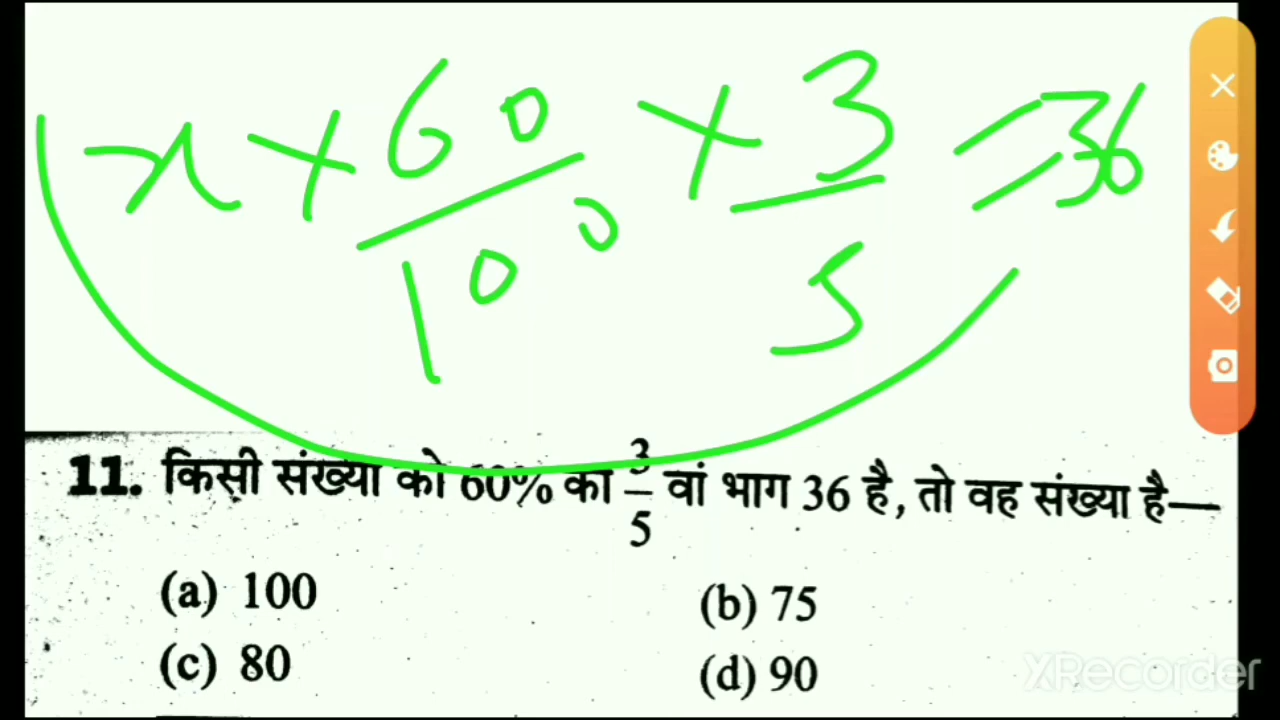 x × 60/100 × 3/5 = 36
11. किसी संख्या को 60% का 3/5 वां भाग 36 है, तो वह संख्या है—
(a) 100 (b) 75
(c) 80 (d) 90
XRecorder